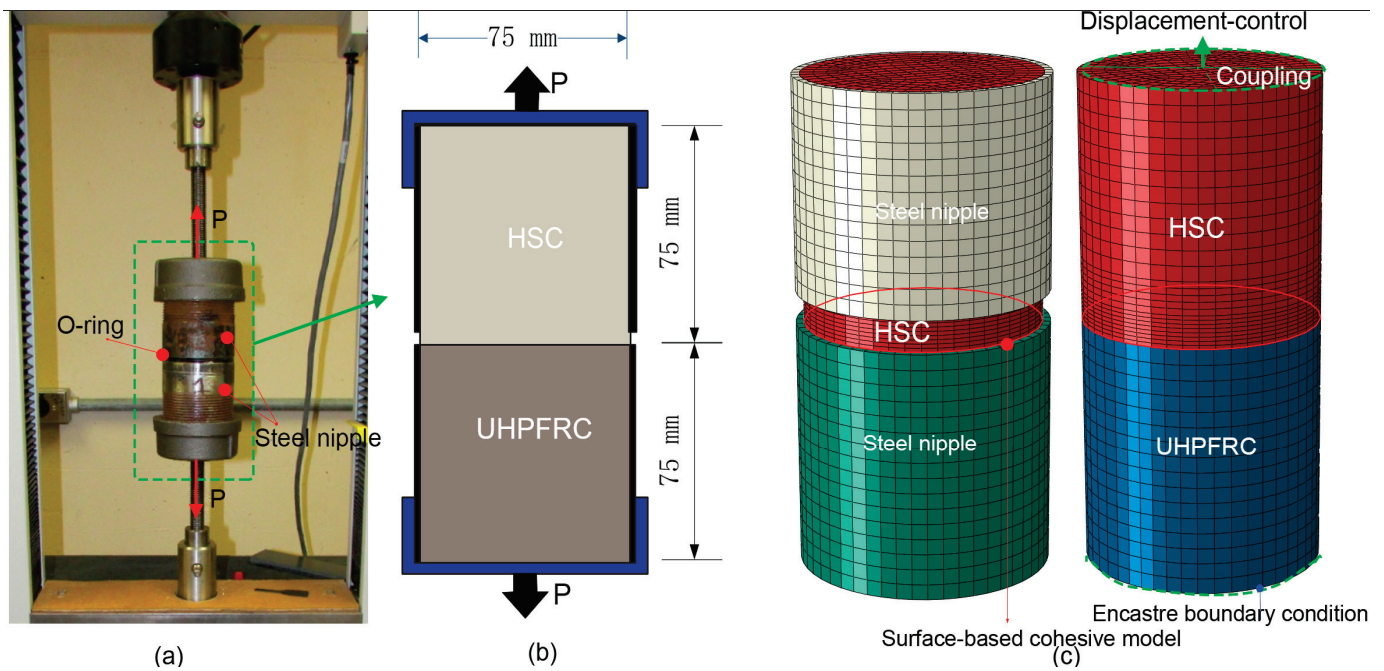 P
O-ring
Steel nipple
P
(a)
75 mm
P
HSC
75 mm
UHPFRC
75 mm
P
(b)
Displacement-control
Coupling
Steel nipple
HSC
HSC
Steel nipple
UHPFRC
Encastre boundary condition
Surface-based cohesive model
(c)